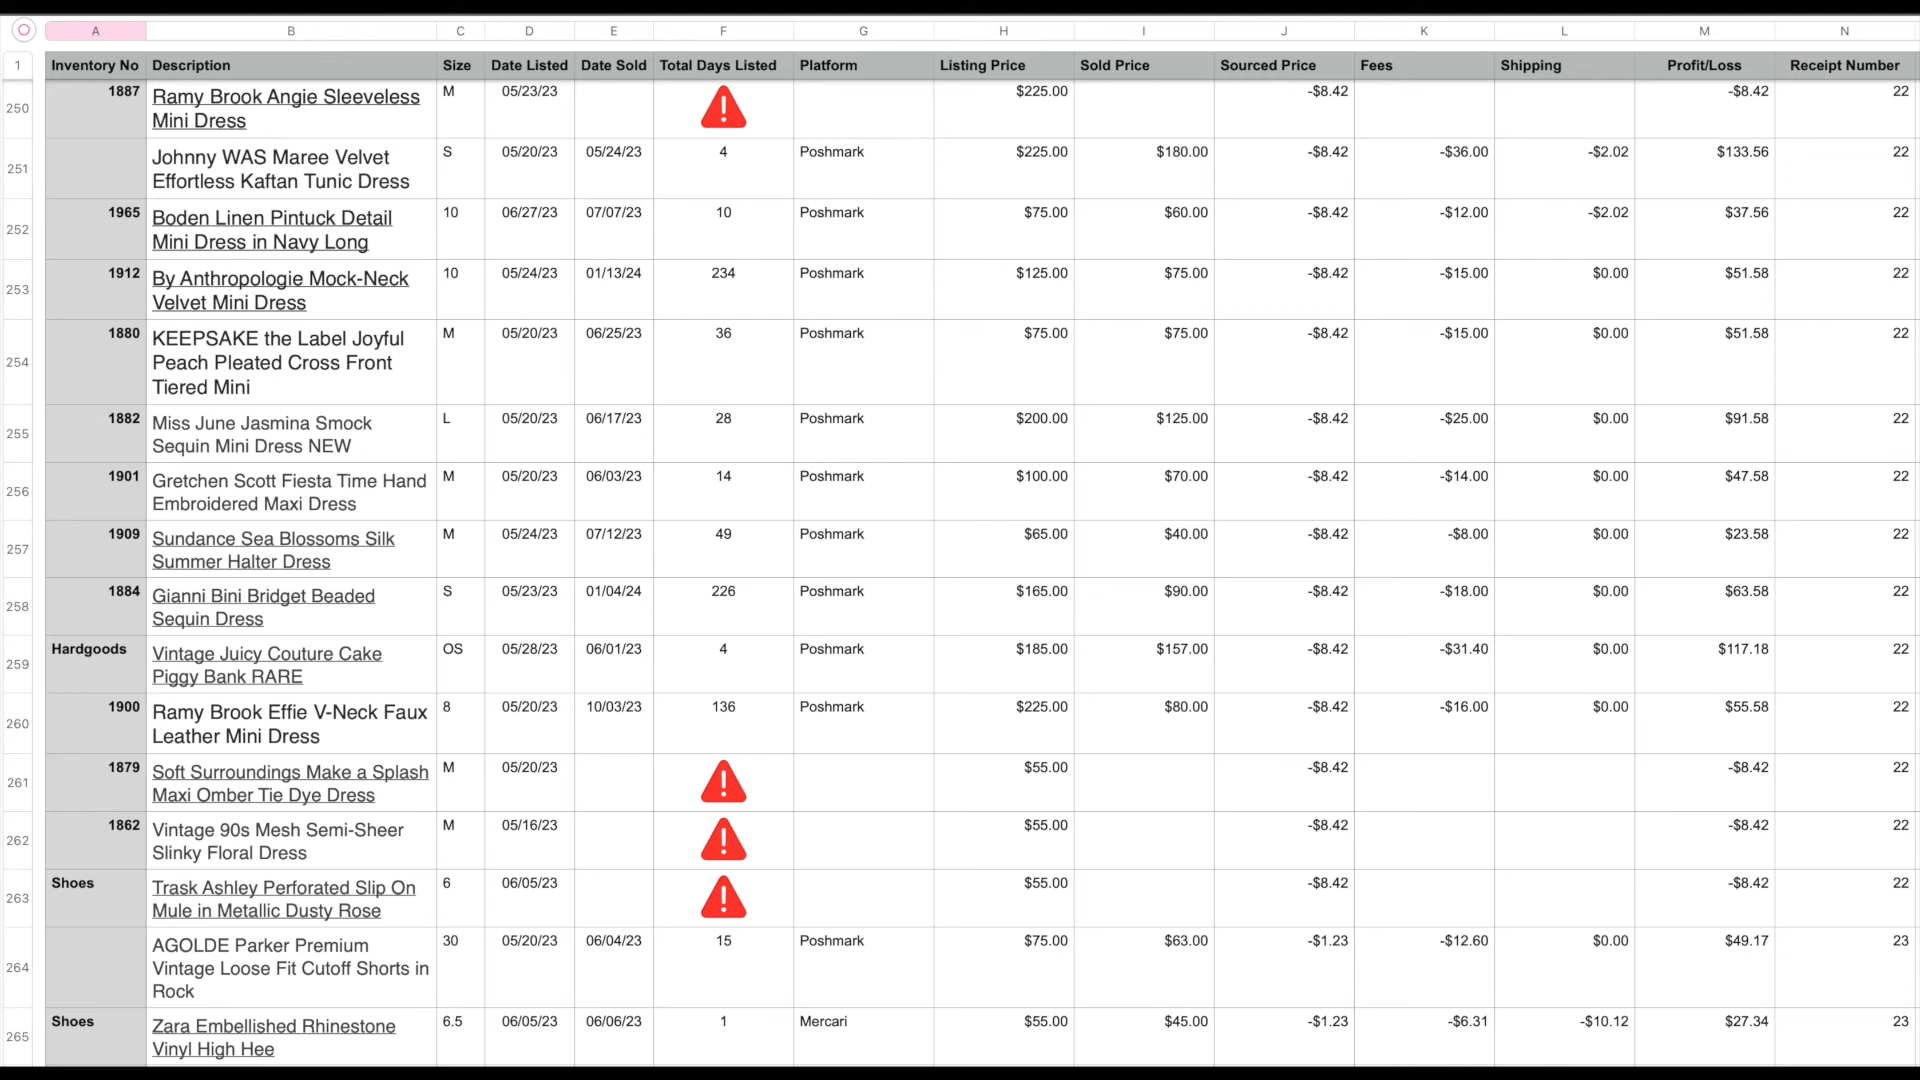 A B C D E F G H I J K L M N
1 Inventory No Description Size Date Listed Date Sold Total Days Listed Platform Listing Price Sold Price Sourced Price Fees Shipping Profit/Loss Receipt Number
250 1887 Ramy Brook Angie Sleeveless M 05/23/23 $225.00 -$8.42 -$8.42 22
Mini Dress
251 Johnny WAS Maree Velvet S 05/20/23 05/24/23 4 Poshmark $225.00 $180.00 -$8.42 -$36.00 -$2.02 $133.56 22
Effortless Kaftan Tunic Dress
252 1965 Boden Linen Pintuck Detail 10 06/27/23 07/07/23 10 Poshmark $75.00 $60.00 -$8.42 -$12.00 -$2.02 $37.56 22
Mini Dress in Navy Long
253 1912 By Anthropologie Mock-Neck 10 05/24/23 01/13/24 234 Poshmark $125.00 $75.00 -$8.42 -$15.00 $0.00 $51.58 22
Velvet Mini Dress
254 1880 KEEPSAKE the Label Joyful M 05/20/23 06/25/23 36 Poshmark $75.00 $75.00 -$8.42 -$15.00 $0.00 $51.58 22
Peach Pleated Cross Front
Tiered Mini
255 1882 Miss June Jasmina Smock L 05/20/23 06/17/23 28 Poshmark $200.00 $125.00 -$8.42 -$25.00 $0.00 $91.58 22
Sequin Mini Dress NEW
256 1901 Gretchen Scott Fiesta Time Hand M 05/20/23 06/03/23 14 Poshmark $100.00 $70.00 -$8.42 -$14.00 $0.00 $47.58 22
Embroidered Maxi Dress
257 1909 Sundance Sea Blossoms Silk M 05/24/23 07/12/23 49 Poshmark $65.00 $40.00 -$8.42 -$8.00 $0.00 $23.58 22
Summer Halter Dress
258 1884 Gianni Bini Bridget Beaded S 05/23/23 01/04/24 226 Poshmark $165.00 $90.00 -$8.42 -$18.00 $0.00 $63.58 22
Sequin Dress
259 Hardgoods Vintage Juicy Couture Cake OS 05/28/23 06/01/23 4 Poshmark $185.00 $157.00 -$8.42 -$31.40 $0.00 $117.18 22
Piggy Bank RARE
260 1900 Ramy Brook Effie V-Neck Faux 8 05/20/23 10/03/23 136 Poshmark $225.00 $80.00 -$8.42 -$16.00 $0.00 $55.58 22
Leather Mini Dress
261 1879 Soft Surroundings Make a Splash M 05/20/23 $55.00 -$8.42 -$8.42 22
Maxi Omber Tie Dye Dress
262 1862 Vintage 90s Mesh Semi-Sheer M 05/16/23 $55.00 -$8.42 -$8.42 22
Slinky Floral Dress
263 Shoes Trask Ashley Perforated Slip On 6 06/05/23 $55.00 -$8.42 -$8.42 22
Mule in Metallic Dusty Rose
264 AGOLDE Parker Premium 30 05/20/23 06/04/23 15 Poshmark $75.00 $63.00 -$1.23 -$12.60 $0.00 $49.17 23
Vintage Loose Fit Cutoff Shorts in
Rock
265 Shoes Zara Embellished Rhinestone 6.5 06/05/23 06/06/23 1 Mercari $55.00 $45.00 -$1.23 -$6.31 -$10.12 $27.34 23
Vinyl High Hee